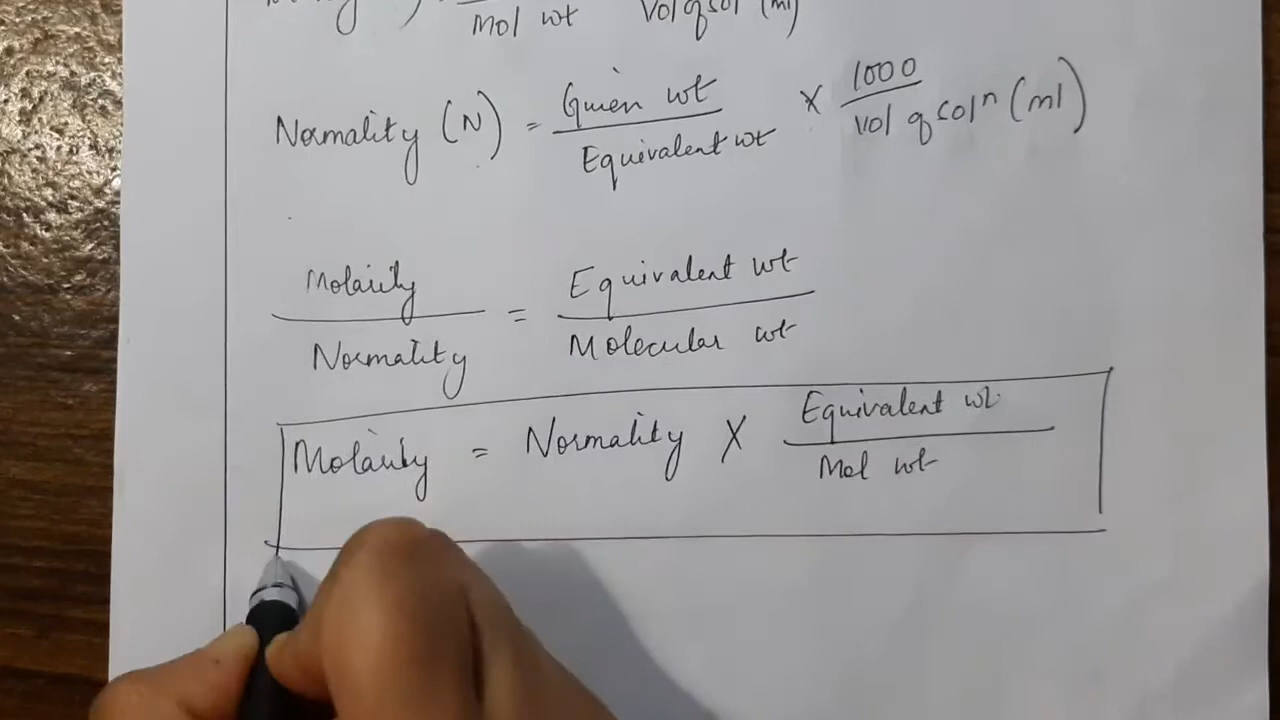 Mol wt Vol of sol (ml)
Normality (N) = Given wt / Equivalent wt × 1000 / vol of solⁿ (ml)
Molarity / Normality = Equivalent wt / Molecular wt
Molarity = Normality × Equivalent wt / Mol wt